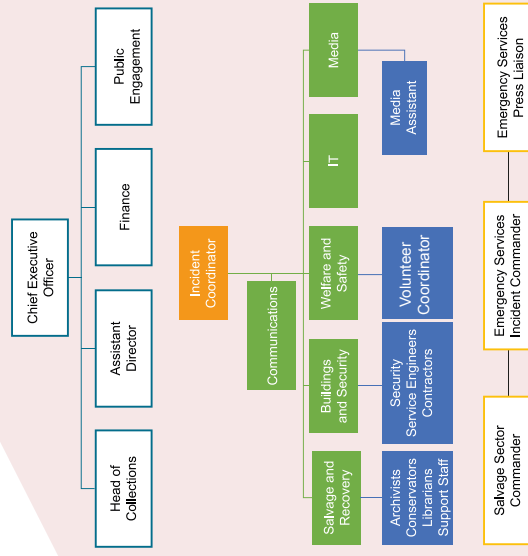 Chief Executive
Officer
Head of
Collections
Assistant
Director
Finance
Public
Engagement
Incident
Coordinator
Communications
Salvage and
Recovery
Buildings
and Security
Welfare and
Safety
IT
Media
Archivists
Conservators
Librarians
Support Staff
Security
Service Engineers
Contractors
Volunteer
Coordinator
Media
Assistant
Salvage Sector
Commander
Emergency Services
Incident Commander
Emergency Services
Press Liaison